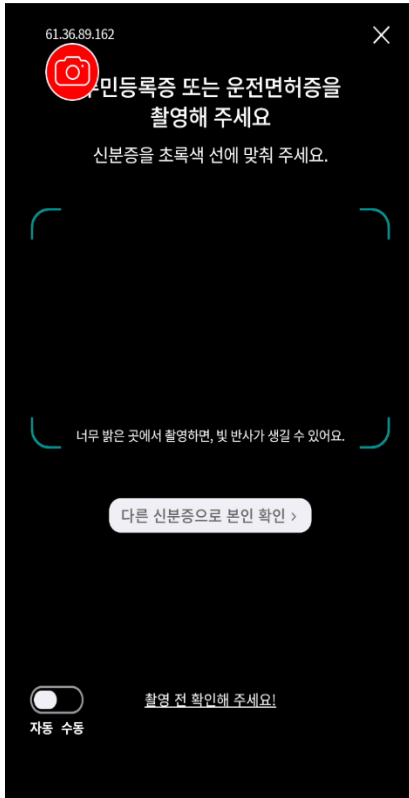 61.36.89.162
민등록증 또는 운전면허증을
촬영해 주세요
신분증을 초록색 선에 맞춰 주세요.
너무 밝은 곳에서 촬영하면, 빛 반사가 생길 수 있어요.
다른 신분증으로 본인 확인 >
촬영 전 확인해 주세요!
자동 수동